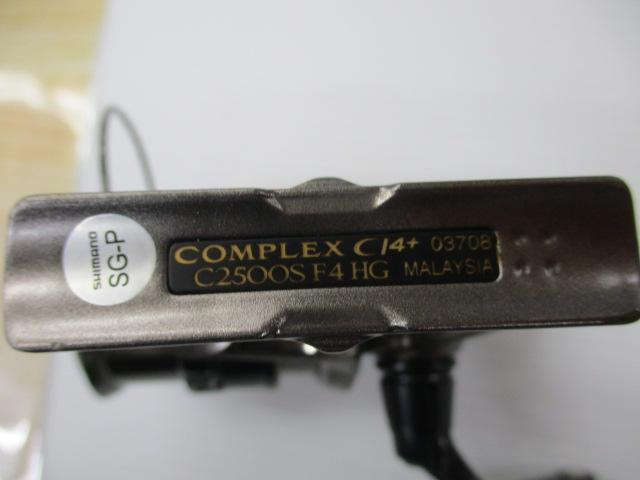 SHIMANO
SG-P
COMPLEX CI4+ 03708
C2500S F4 HG MALAYSIA